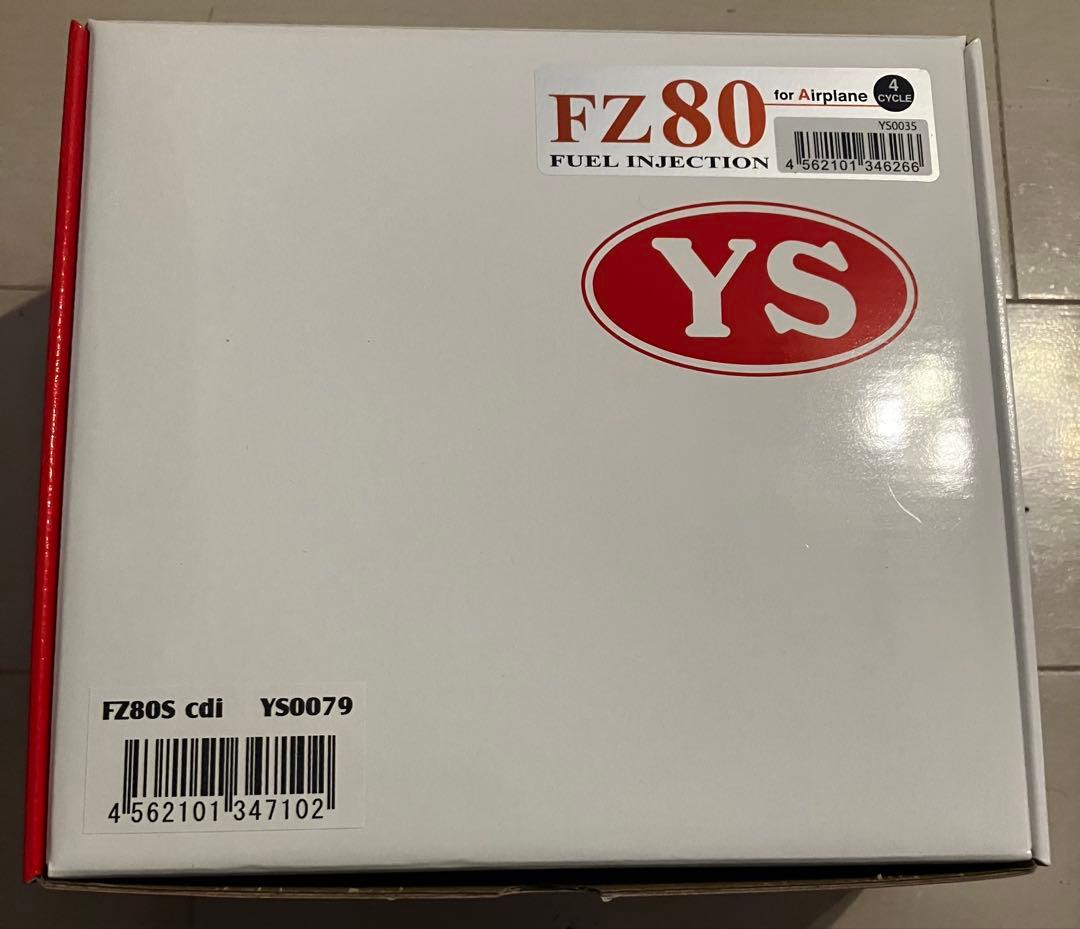 FZ80 for Airplane 4 CYCLE
YS0035
FUEL INJECTION
4 562101 346266
YS
FZ80S cdi YS0079
4 562101 347102